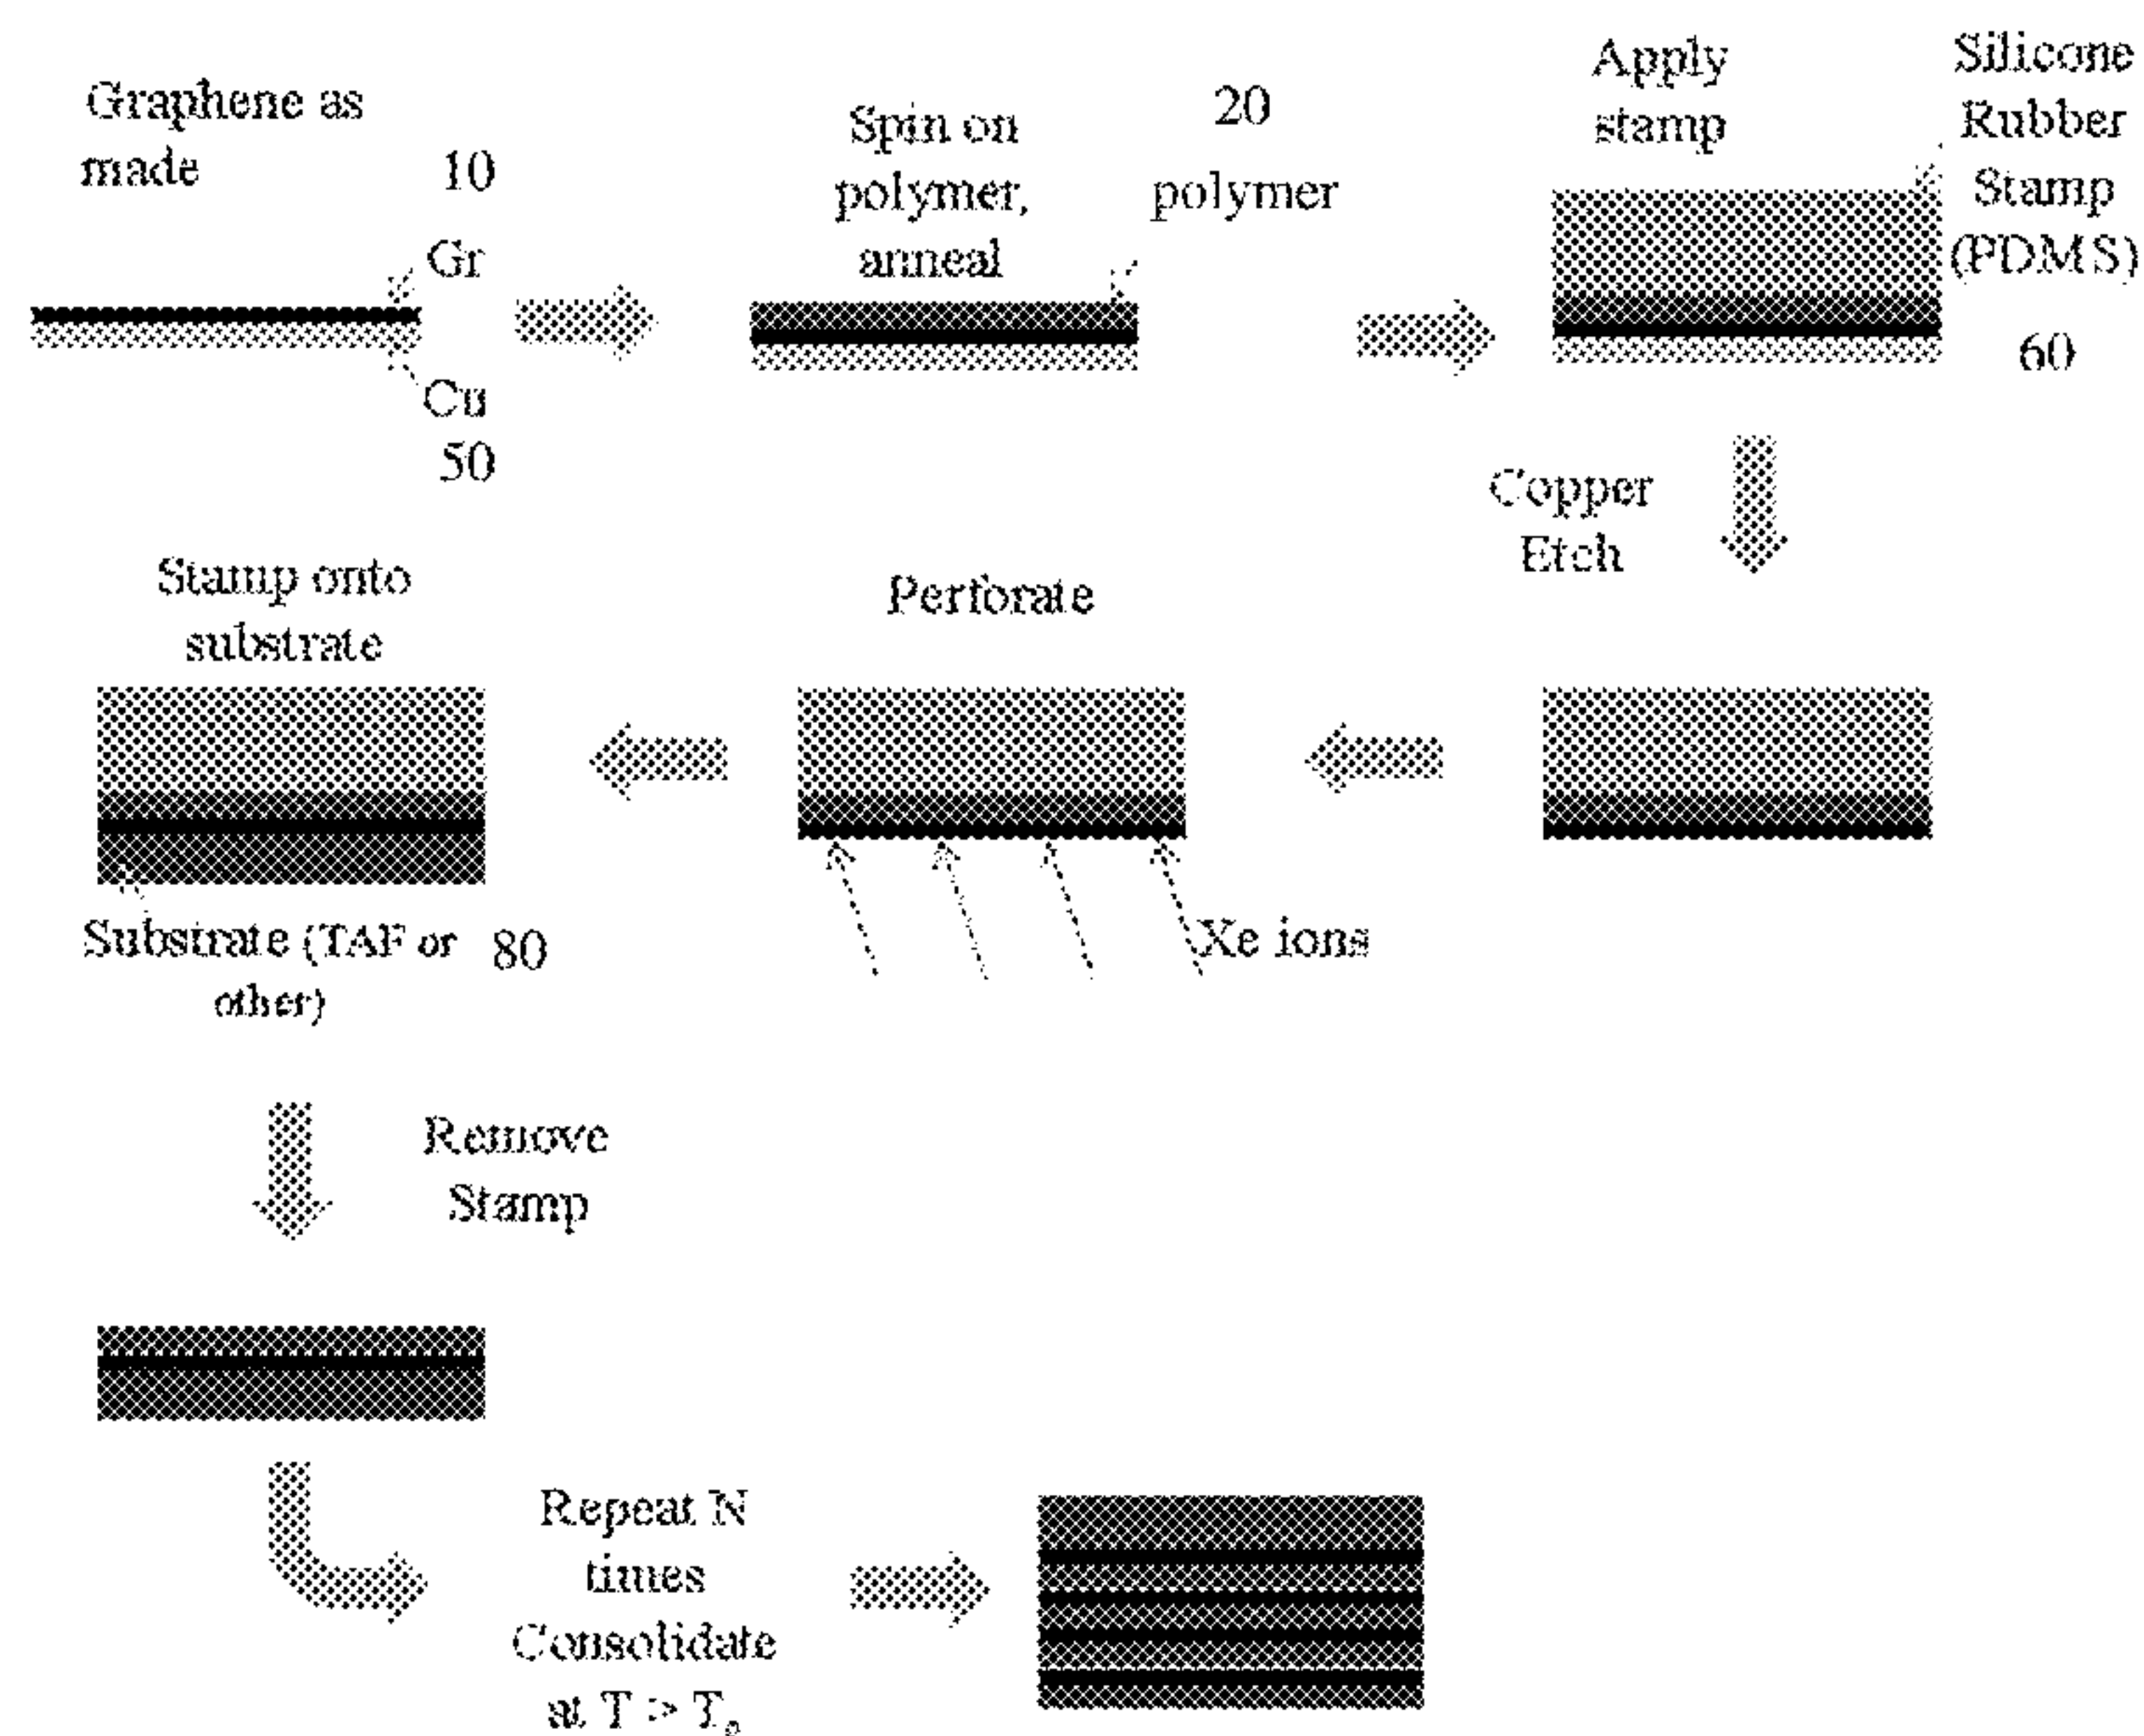 Graphene as
made
10
Gr
Cu
50
Spin on
polymer,
anneal
20
polymer
Apply
stamp
Silicone
Rubber
Stamp
(PDMS)
60
Copper
Etch
Perforate
Xe ions
Stamp onto
substrate
Substrate (TAF or
other)
80
Remove
Stamp
Repeat N
times
Consolidate
at T > Tg